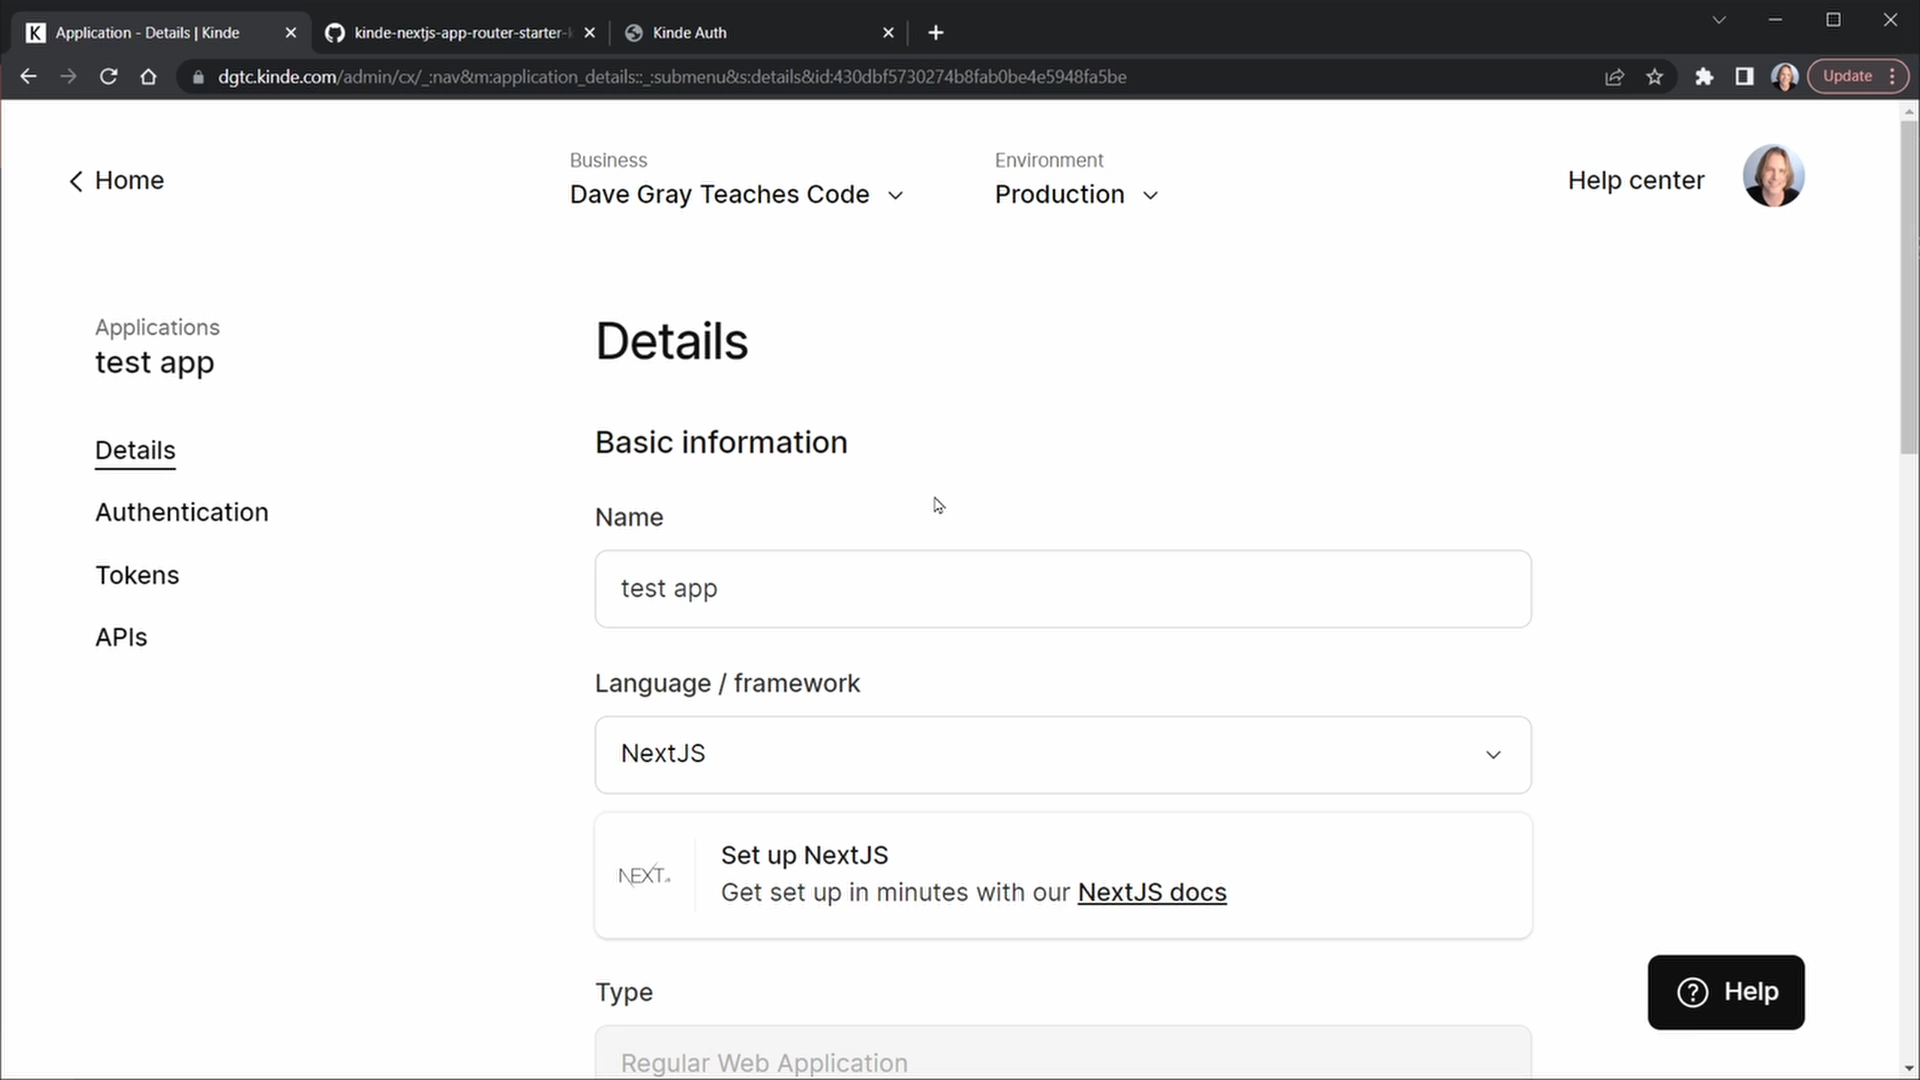 Application - Details | Kinde
kinde-nextjs-app-router-starter-
Kinde Auth
dgtc.kinde.com/admin/cx/_:nav&m:application_details::_:submenu&s:details&id:430dbf5730274b8fab0be4e5948fa5be
Update
Home
Business
Dave Gray Teaches Code
Environment
Production
Help center
Applications
test app
Details
Authentication
Tokens
APIs
Details
Basic information
Name
test app
Language / framework
NextJS
NEXT.
Set up NextJS
Get set up in minutes with our NextJS docs
Type
Regular Web Application
Help